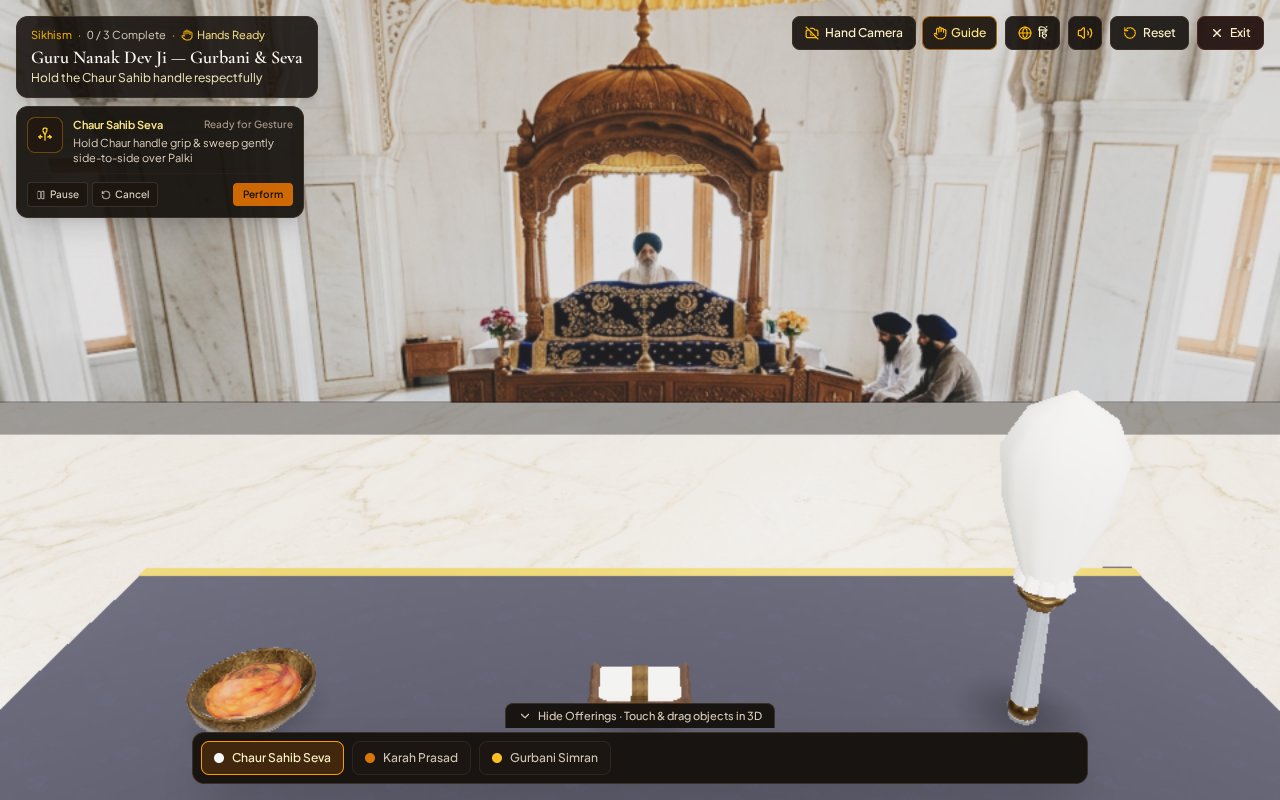 Sikhism · 0 / 3 Complete · Hands Ready
Guru Nanak Dev Ji — Gurbani & Seva
Hold the Chaur Sahib handle respectfully
Hand Camera
Guide
हिं
Reset
Exit
Chaur Sahib Seva
Ready for Gesture
Hold Chaur handle grip & sweep gently
side-to-side over Palki
Pause
Cancel
Perform
Hide Offerings · Touch & drag objects in 3D
Chaur Sahib Seva
Karah Prasad
Gurbani Simran